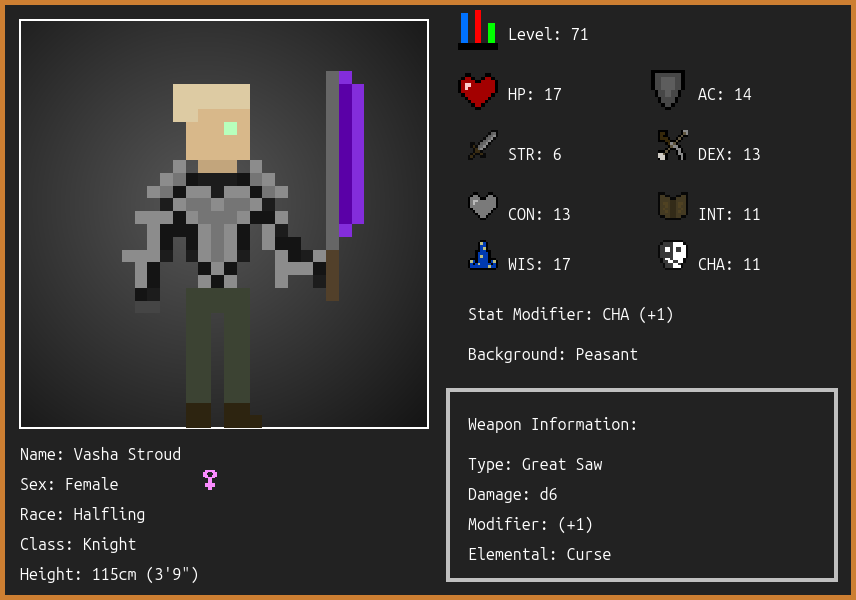 Level: 71
HP: 17
AC: 14
STR: 6
DEX: 13
CON: 13
INT: 11
WIS: 17
CHA: 11
Stat Modifier: CHA (+1)
Background: Peasant
Weapon Information:
Type: Great Saw
Damage: d6
Modifier: (+1)
Elemental: Curse
Name: Vasha Stroud
Sex: Female
Race: Halfling
Class: Knight
Height: 115cm (3'9")